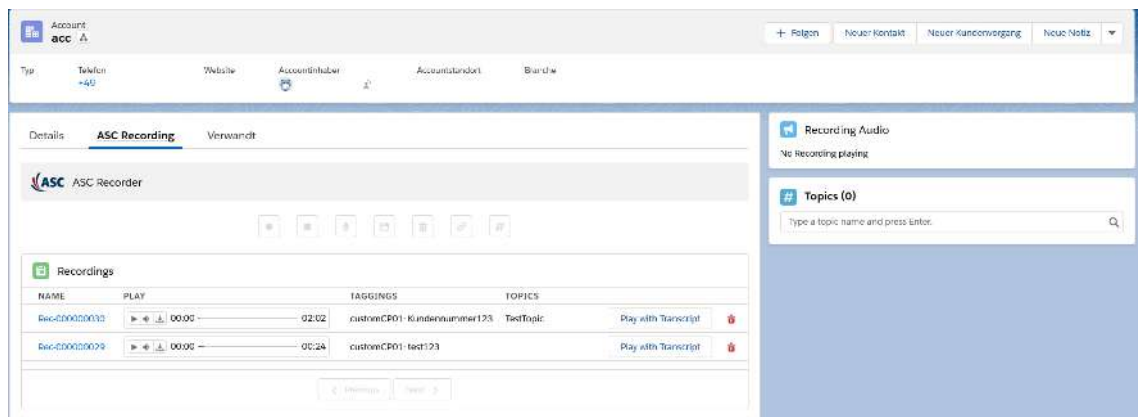 Account
acc
+ Folgen
Neuer Kontakt
Neuer Kundenvorgang
Neue Notiz
Typ
Telefon
Website
Accountinhaber
Accountstandort
Branche
+49
Details
ASC Recording
Verwandt
ASC ASC Recorder
Recordings
NAME PLAY TAGGINGS TOPICS
Rec-000000030 00:00 02:02 customCP01- Kundennummer123 TestTopic Play with Transcript
Rec-000000029 00:00 00:24 customCP01- test123 Play with Transcript
< Previous Next >
Recording Audio
No Recording playing
Topics (0)
Type a topic name and press Enter.